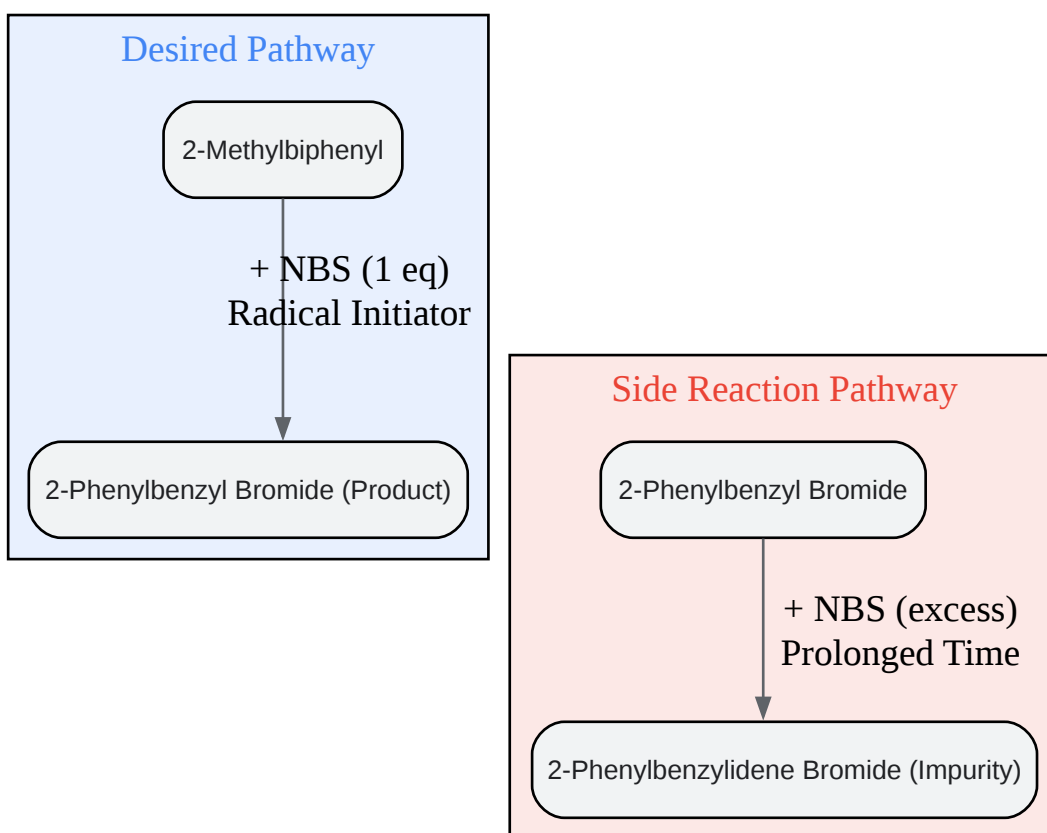 Desired Pathway
2-Methylbiphenyl
+ NBS (1 eq)
Radical Initiator
2-Phenylbenzyl Bromide (Product)
Side Reaction Pathway
2-Phenylbenzyl Bromide
+ NBS (excess)
Prolonged Time
2-Phenylbenzylidene Bromide (Impurity)